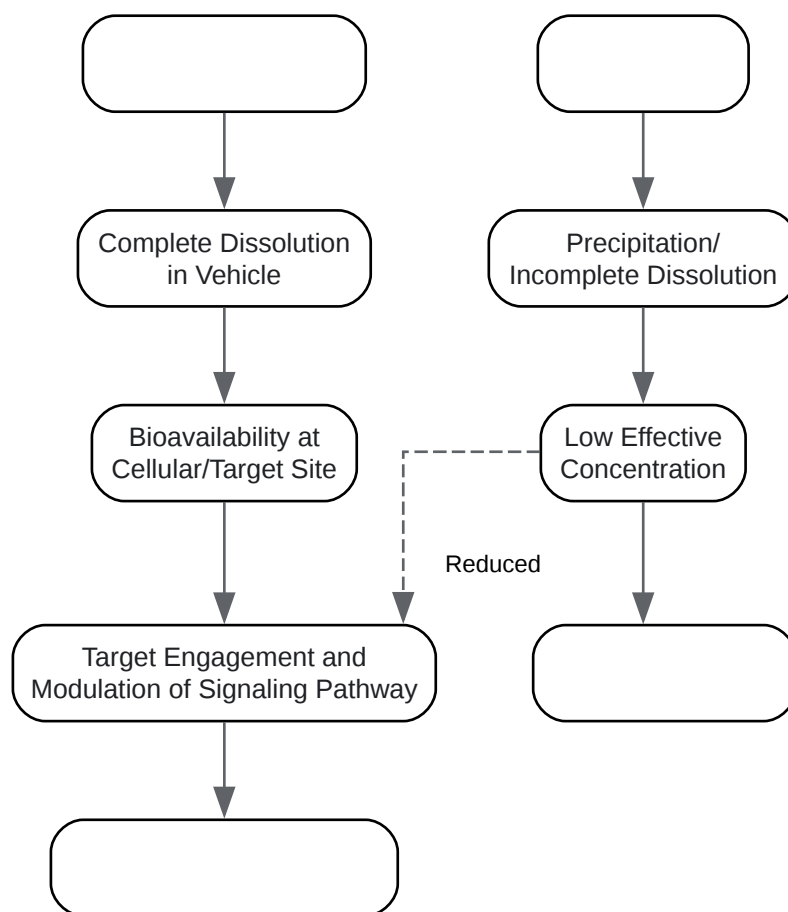 Complete Dissolution
in Vehicle
Precipitation/
Incomplete Dissolution
Bioavailability at
Cellular/Target Site
Low Effective
Concentration
Reduced
Target Engagement and
Modulation of Signaling Pathway